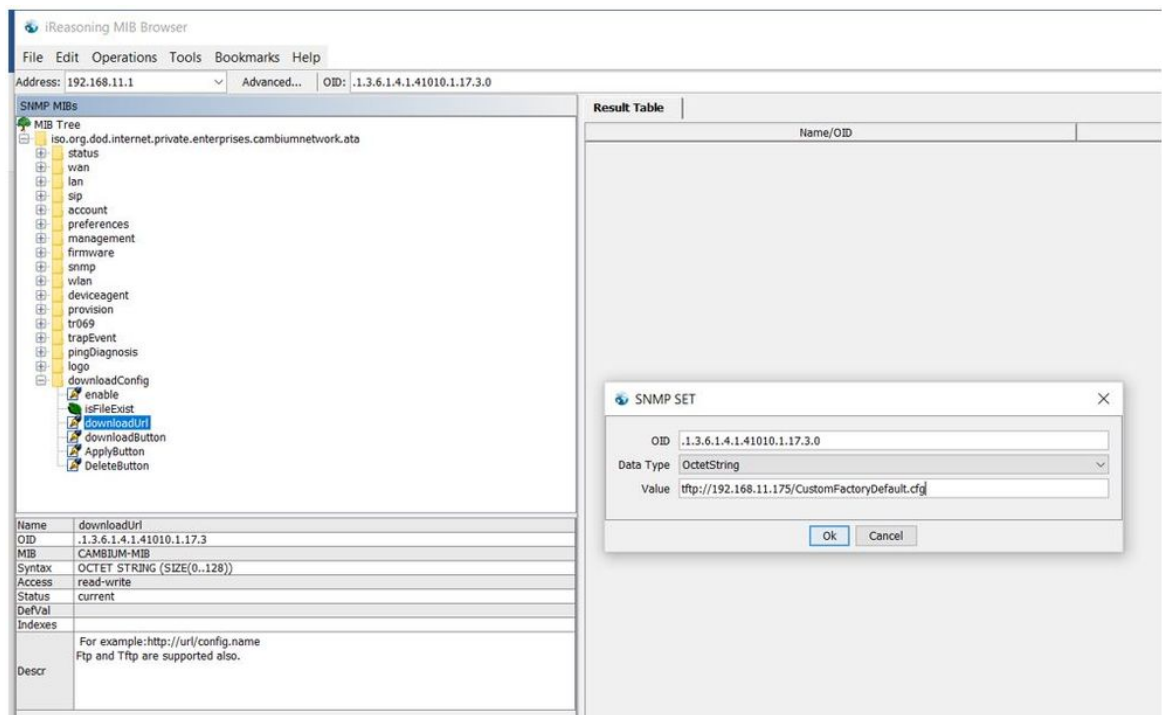 iReasoning MIB Browser
File Edit Operations Tools Bookmarks Help
Address: 192.168.11.1 Advanced... OID: .1.3.6.1.4.1.41010.1.17.3.0
SNMP MIBs
MIB Tree
iso.org.dod.internet.private.enterprises.cambiumnetwork.ata
status
wan
lan
sip
account
preferences
management
firmware
snmp
wlan
deviceagent
provision
tr069
trapEvent
pingDiagnosis
logo
downloadConfig
enable
isFileExist
downloadUrl
downloadButton
ApplyButton
DeleteButton
Name downloadUrl
OID .1.3.6.1.4.1.41010.1.17.3
MIB CAMBIUM-MIB
Syntax OCTET STRING (SIZE(0..128))
Access read-write
Status current
DefVal
Indexes
Descr
For example:http://url/config.name
Ftp and Tftp are supported also.
Result Table
Name/OID
SNMP SET
OID .1.3.6.1.4.1.41010.1.17.3.0
Data Type OctetString
Value tftp://192.168.11.175/CustomFactoryDefault.cfg
Ok Cancel